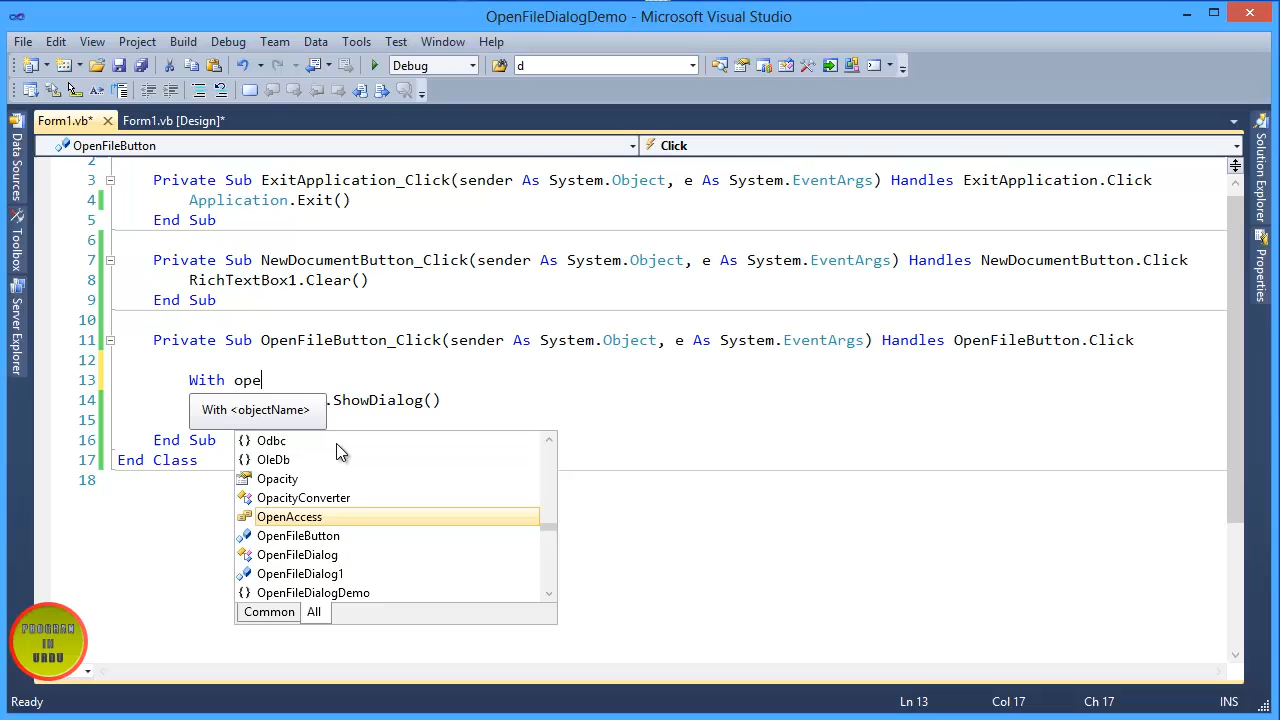 OpenFileDialogDemo - Microsoft Visual Studio
File Edit View Project Build Debug Team Data Tools Test Window Help
Debug d
Form1.vb* Form1.vb [Design]*
OpenFileButton Click
Data Sources
Toolbox
Server Explorer
Solution Explorer
Properties
2
3 Private Sub ExitApplication_Click(sender As System.Object, e As System.EventArgs) Handles ExitApplication.Click
4 Application.Exit()
5 End Sub
6
7 Private Sub NewDocumentButton_Click(sender As System.Object, e As System.EventArgs) Handles NewDocumentButton.Click
8 RichTextBox1.Clear()
9 End Sub
10
11 Private Sub OpenFileButton_Click(sender As System.Object, e As System.EventArgs) Handles OpenFileButton.Click
12
13 With ope
14 .ShowDialog()
With <objectName>
15
16 End Sub
17 End Class
18
Odbc
OleDb
Opacity
OpacityConverter
OpenAccess
OpenFileButton
OpenFileDialog
OpenFileDialog1
OpenFileDialogDemo
Common All
PROGRAM
IN
URDU
Ready Ln 13 Col 17 Ch 17 INS